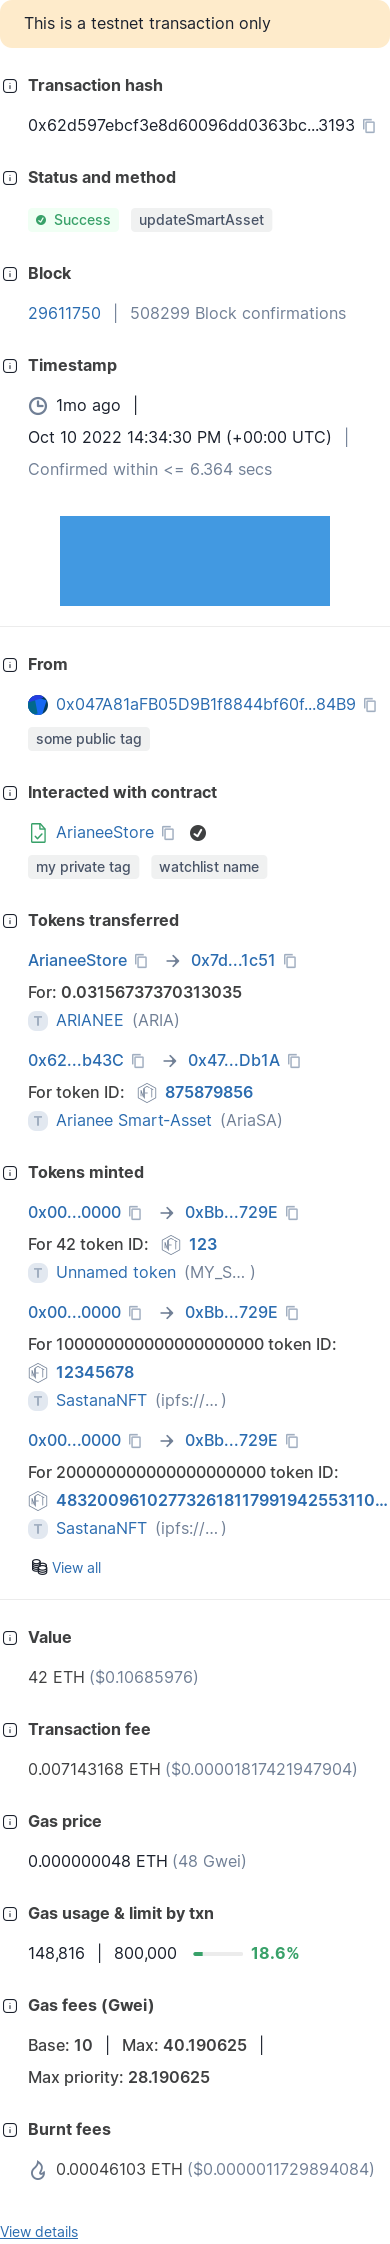 This is a testnet transaction only
Transaction hash
0x62d597ebcf3e8d60096dd0363bc...3193
Status and method
Success updateSmartAsset
Block
29611750 | 508299 Block confirmations
Timestamp
1mo ago |
Oct 10 2022 14:34:30 PM (+00:00 UTC) |
Confirmed within <= 6.364 secs
From
0x047A81aFB05D9B1f8844bf60f...84B9
some public tag
Interacted with contract
ArianeeStore
my private tag watchlist name
Tokens transferred
ArianeeStore → 0x7d...1c51
For: 0.03156737370313035
T ARIANEE (ARIA)
0x62...b43C → 0x47...Db1A
For token ID: NFT 875879856
T Arianee Smart-Asset (AriaSA)
Tokens minted
0x00...0000 → 0xBb...729E
For 42 token ID: NFT 123
T Unnamed token (MY_S... )
0x00...0000 → 0xBb...729E
For 100000000000000000000 token ID:
NFT 12345678
T SastanaNFT (ipfs://... )
0x00...0000 → 0xBb...729E
For 200000000000000000000 token ID:
NFT 483200961027732618117991942553110...
T SastanaNFT (ipfs://... )
View all
Value
42 ETH ($0.10685976)
Transaction fee
0.007143168 ETH ($0.00001817421947904)
Gas price
0.000000048 ETH (48 Gwei)
Gas usage & limit by txn
148,816 | 800,000 18.6%
Gas fees (Gwei)
Base: 10 | Max: 40.190625 |
Max priority: 28.190625
Burnt fees
0.00046103 ETH ($0.0000011729894084)
View details